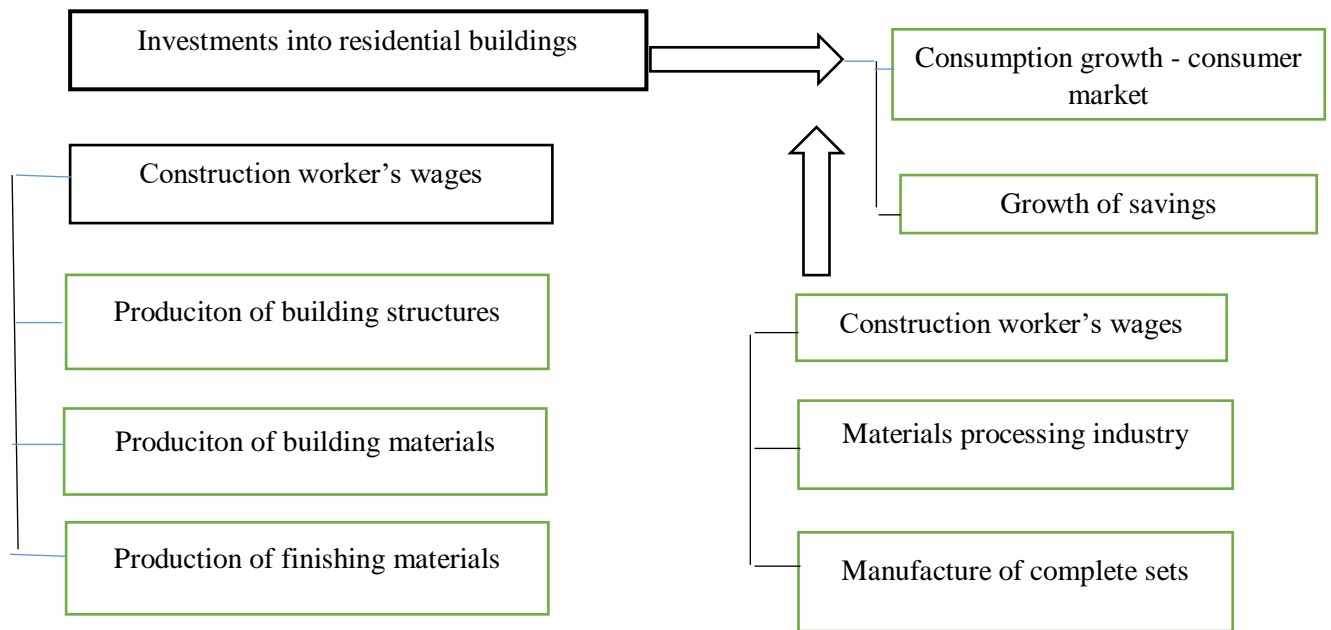 Investments into residential buildings
Consumption growth - consumer
market
Construction worker’s wages
Growth of savings
Produciton of building structures
Construction worker’s wages
Produciton of building materials
Materials processing industry
Production of finishing materials
Manufacture of complete sets